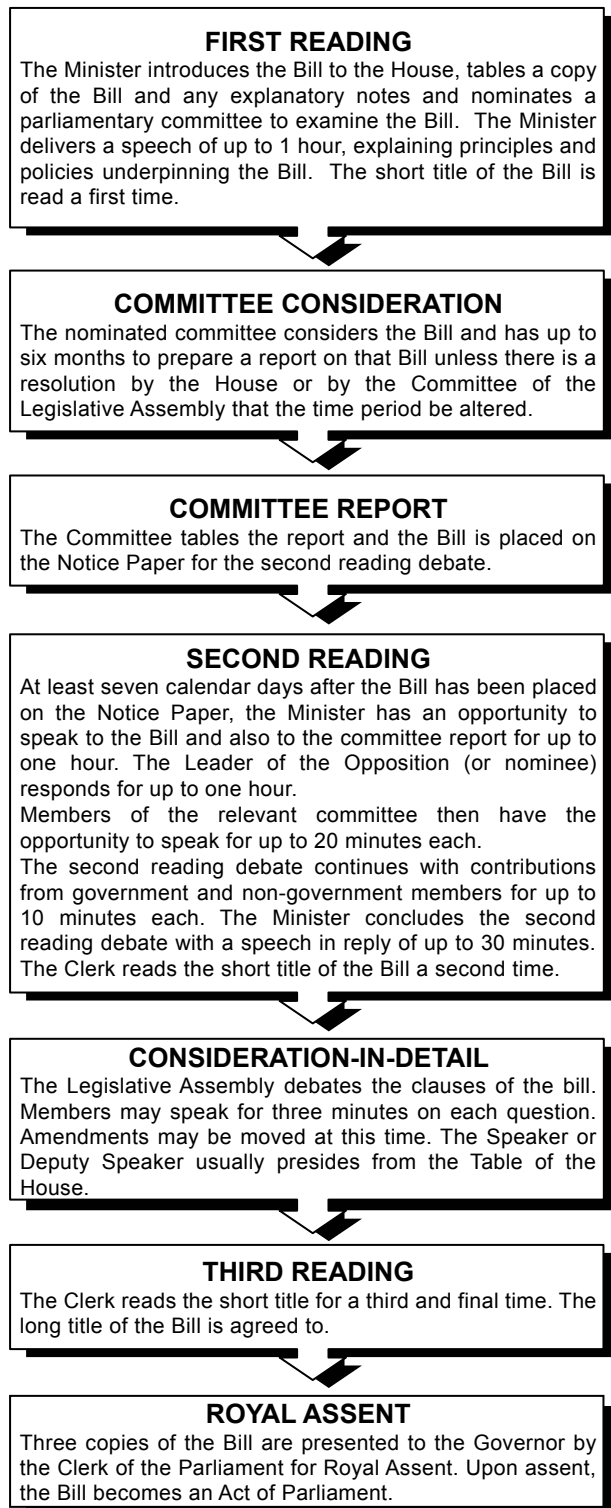 FIRST READING
The Minister introduces the Bill to the House, tables a copy
of the Bill and any explanatory notes and nominates a
parliamentary committee to examine the Bill. The Minister
delivers a speech of up to 1 hour, explaining principles and
policies underpinning the Bill. The short title of the Bill is
read a first time.
COMMITTEE CONSIDERATION
The nominated committee considers the Bill and has up to
six months to prepare a report on that Bill unless there is a
resolution by the House or by the Committee of the
Legislative Assembly that the time period be altered.
COMMITTEE REPORT
The Committee tables the report and the Bill is placed on
the Notice Paper for the second reading debate.
SECOND READING
At least seven calendar days after the Bill has been placed
on the Notice Paper, the Minister has an opportunity to
speak to the Bill and also to the committee report for up to
one hour. The Leader of the Opposition (or nominee)
responds for up to one hour.
Members of the relevant committee then have the
opportunity to speak for up to 20 minutes each.
The second reading debate continues with contributions
from government and non-government members for up to
10 minutes each. The Minister concludes the second
reading debate with a speech in reply of up to 30 minutes.
The Clerk reads the short title of the Bill a second time.
CONSIDERATION-IN-DETAIL
The Legislative Assembly debates the clauses of the bill.
Members may speak for three minutes on each question.
Amendments may be moved at this time. The Speaker or
Deputy Speaker usually presides from the Table of the
House.
THIRD READING
The Clerk reads the short title for a third and final time. The
long title of the Bill is agreed to.
ROYAL ASSENT
Three copies of the Bill are presented to the Governor by
the Clerk of the Parliament for Royal Assent. Upon assent,
the Bill becomes an Act of Parliament.